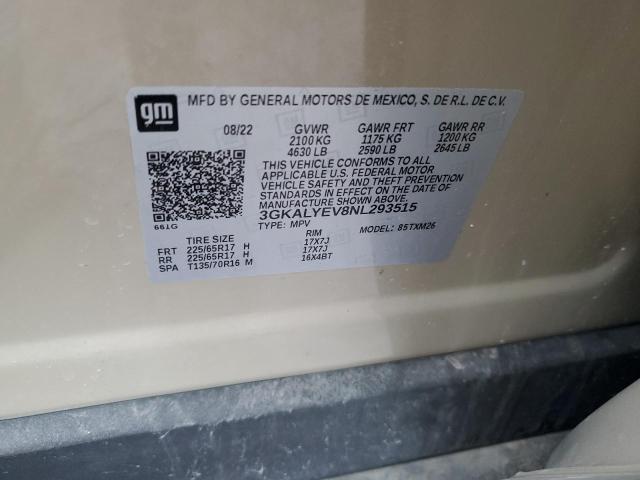 gm
MFD BY GENERAL MOTORS DE MEXICO, S. DE R.L. DE C.V.
08/22 GVWR GAWR FRT GAWR RR
2100 KG 1175 KG 1200 KG
4630 LB 2590 LB 2645 LB
THIS VEHICLE CONFORMS TO ALL
APPLICABLE U.S. FEDERAL MOTOR
VEHICLE SAFETY AND THEFT PREVENTION
STANDARDS IN EFFECT ON THE DATE OF
MANUFACTURE SHOWN ABOVE.
3GKALYEV8NL293515
661G TYPE: MPV MODEL: 85TXM26
TIRE SIZE RIM
FRT 225/65R17 H 17X7J
RR 225/65R17 H 17X7J
SPA T135/70R16 M 16X4BT